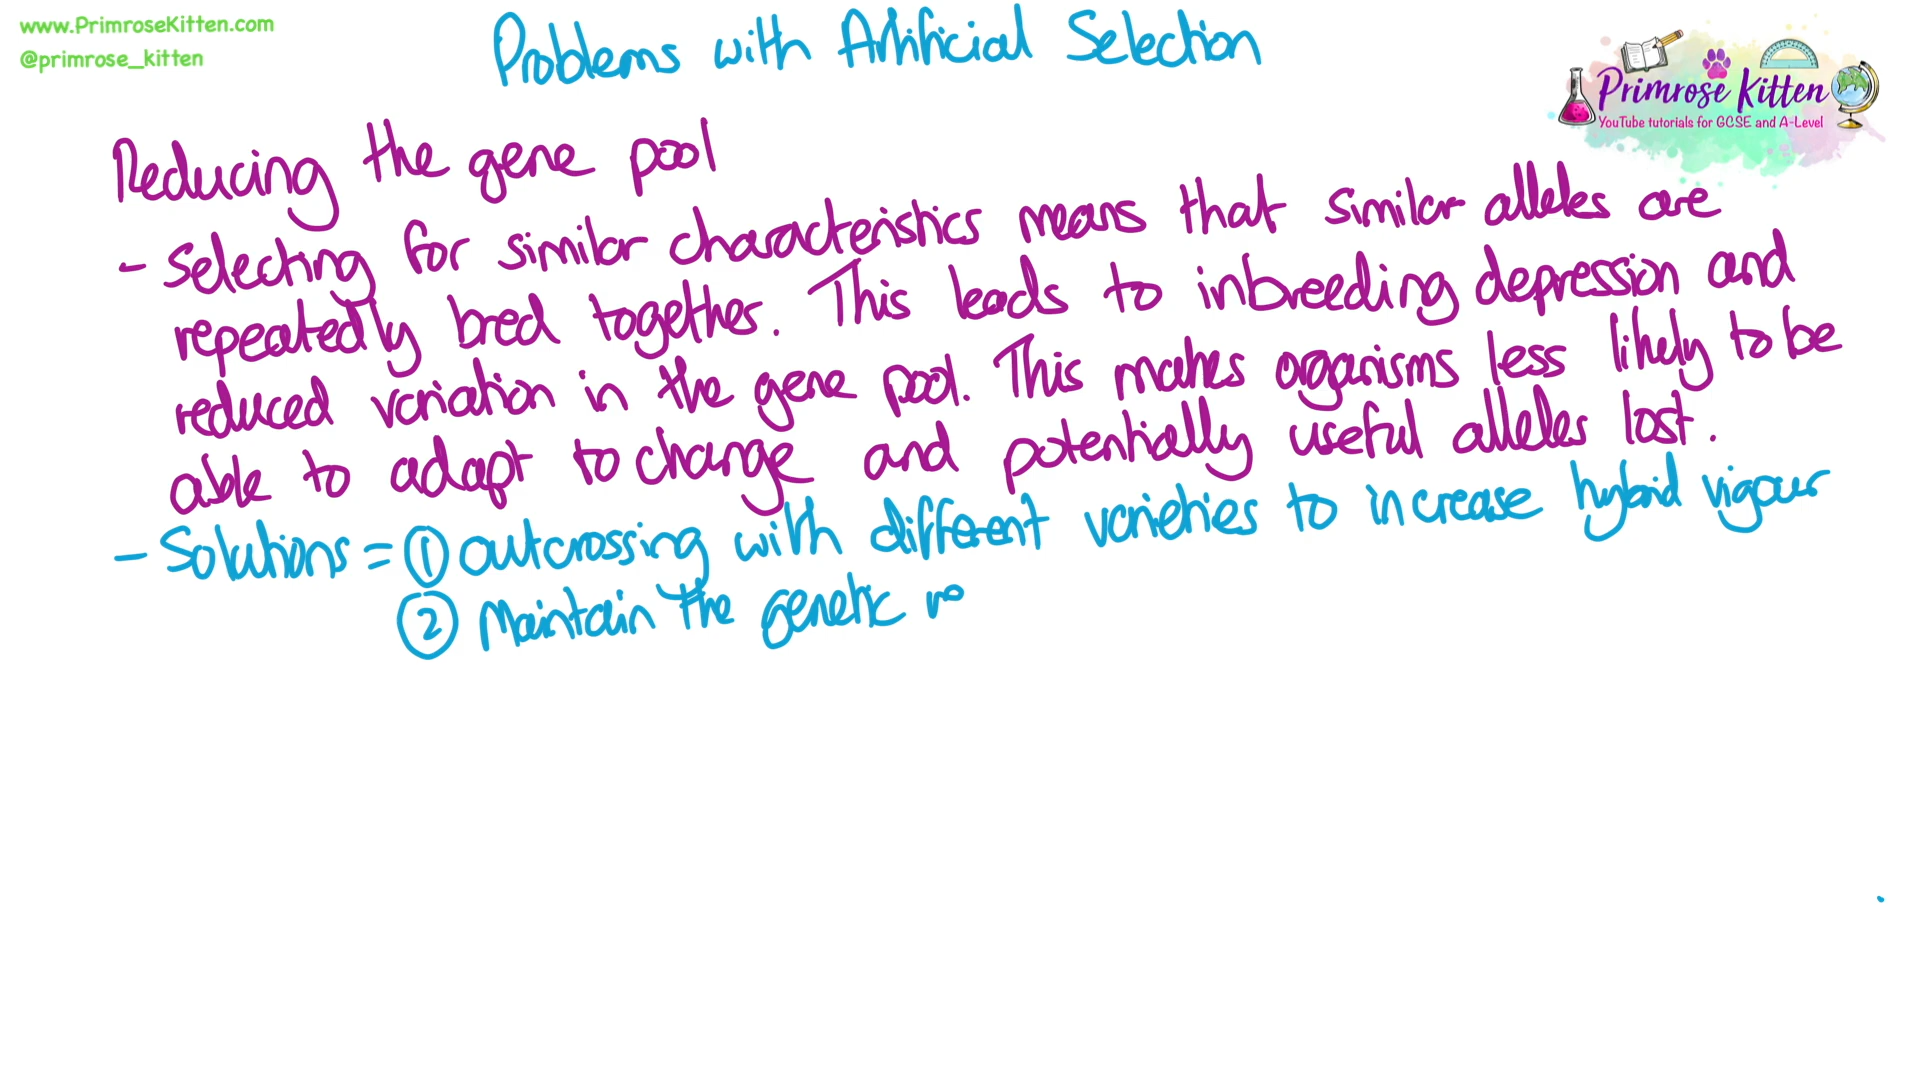 www.PrimroseKitten.com
@primrose_kitten
Problems with Artificial Selection
Primrose Kitten
YouTube tutorials for GCSE and A-Level
Reducing the gene pool
- Selecting for similar characteristics means that similar alleles are
repeatedly bred together. This leads to inbreeding depression and
reduced variation in the gene pool. This makes organisms less likely to be
able to adapt to change and potentially useful alleles lost.
- Solutions = ① outcrossing with different varieties to increase hybrid vigour
② Maintain the genetic